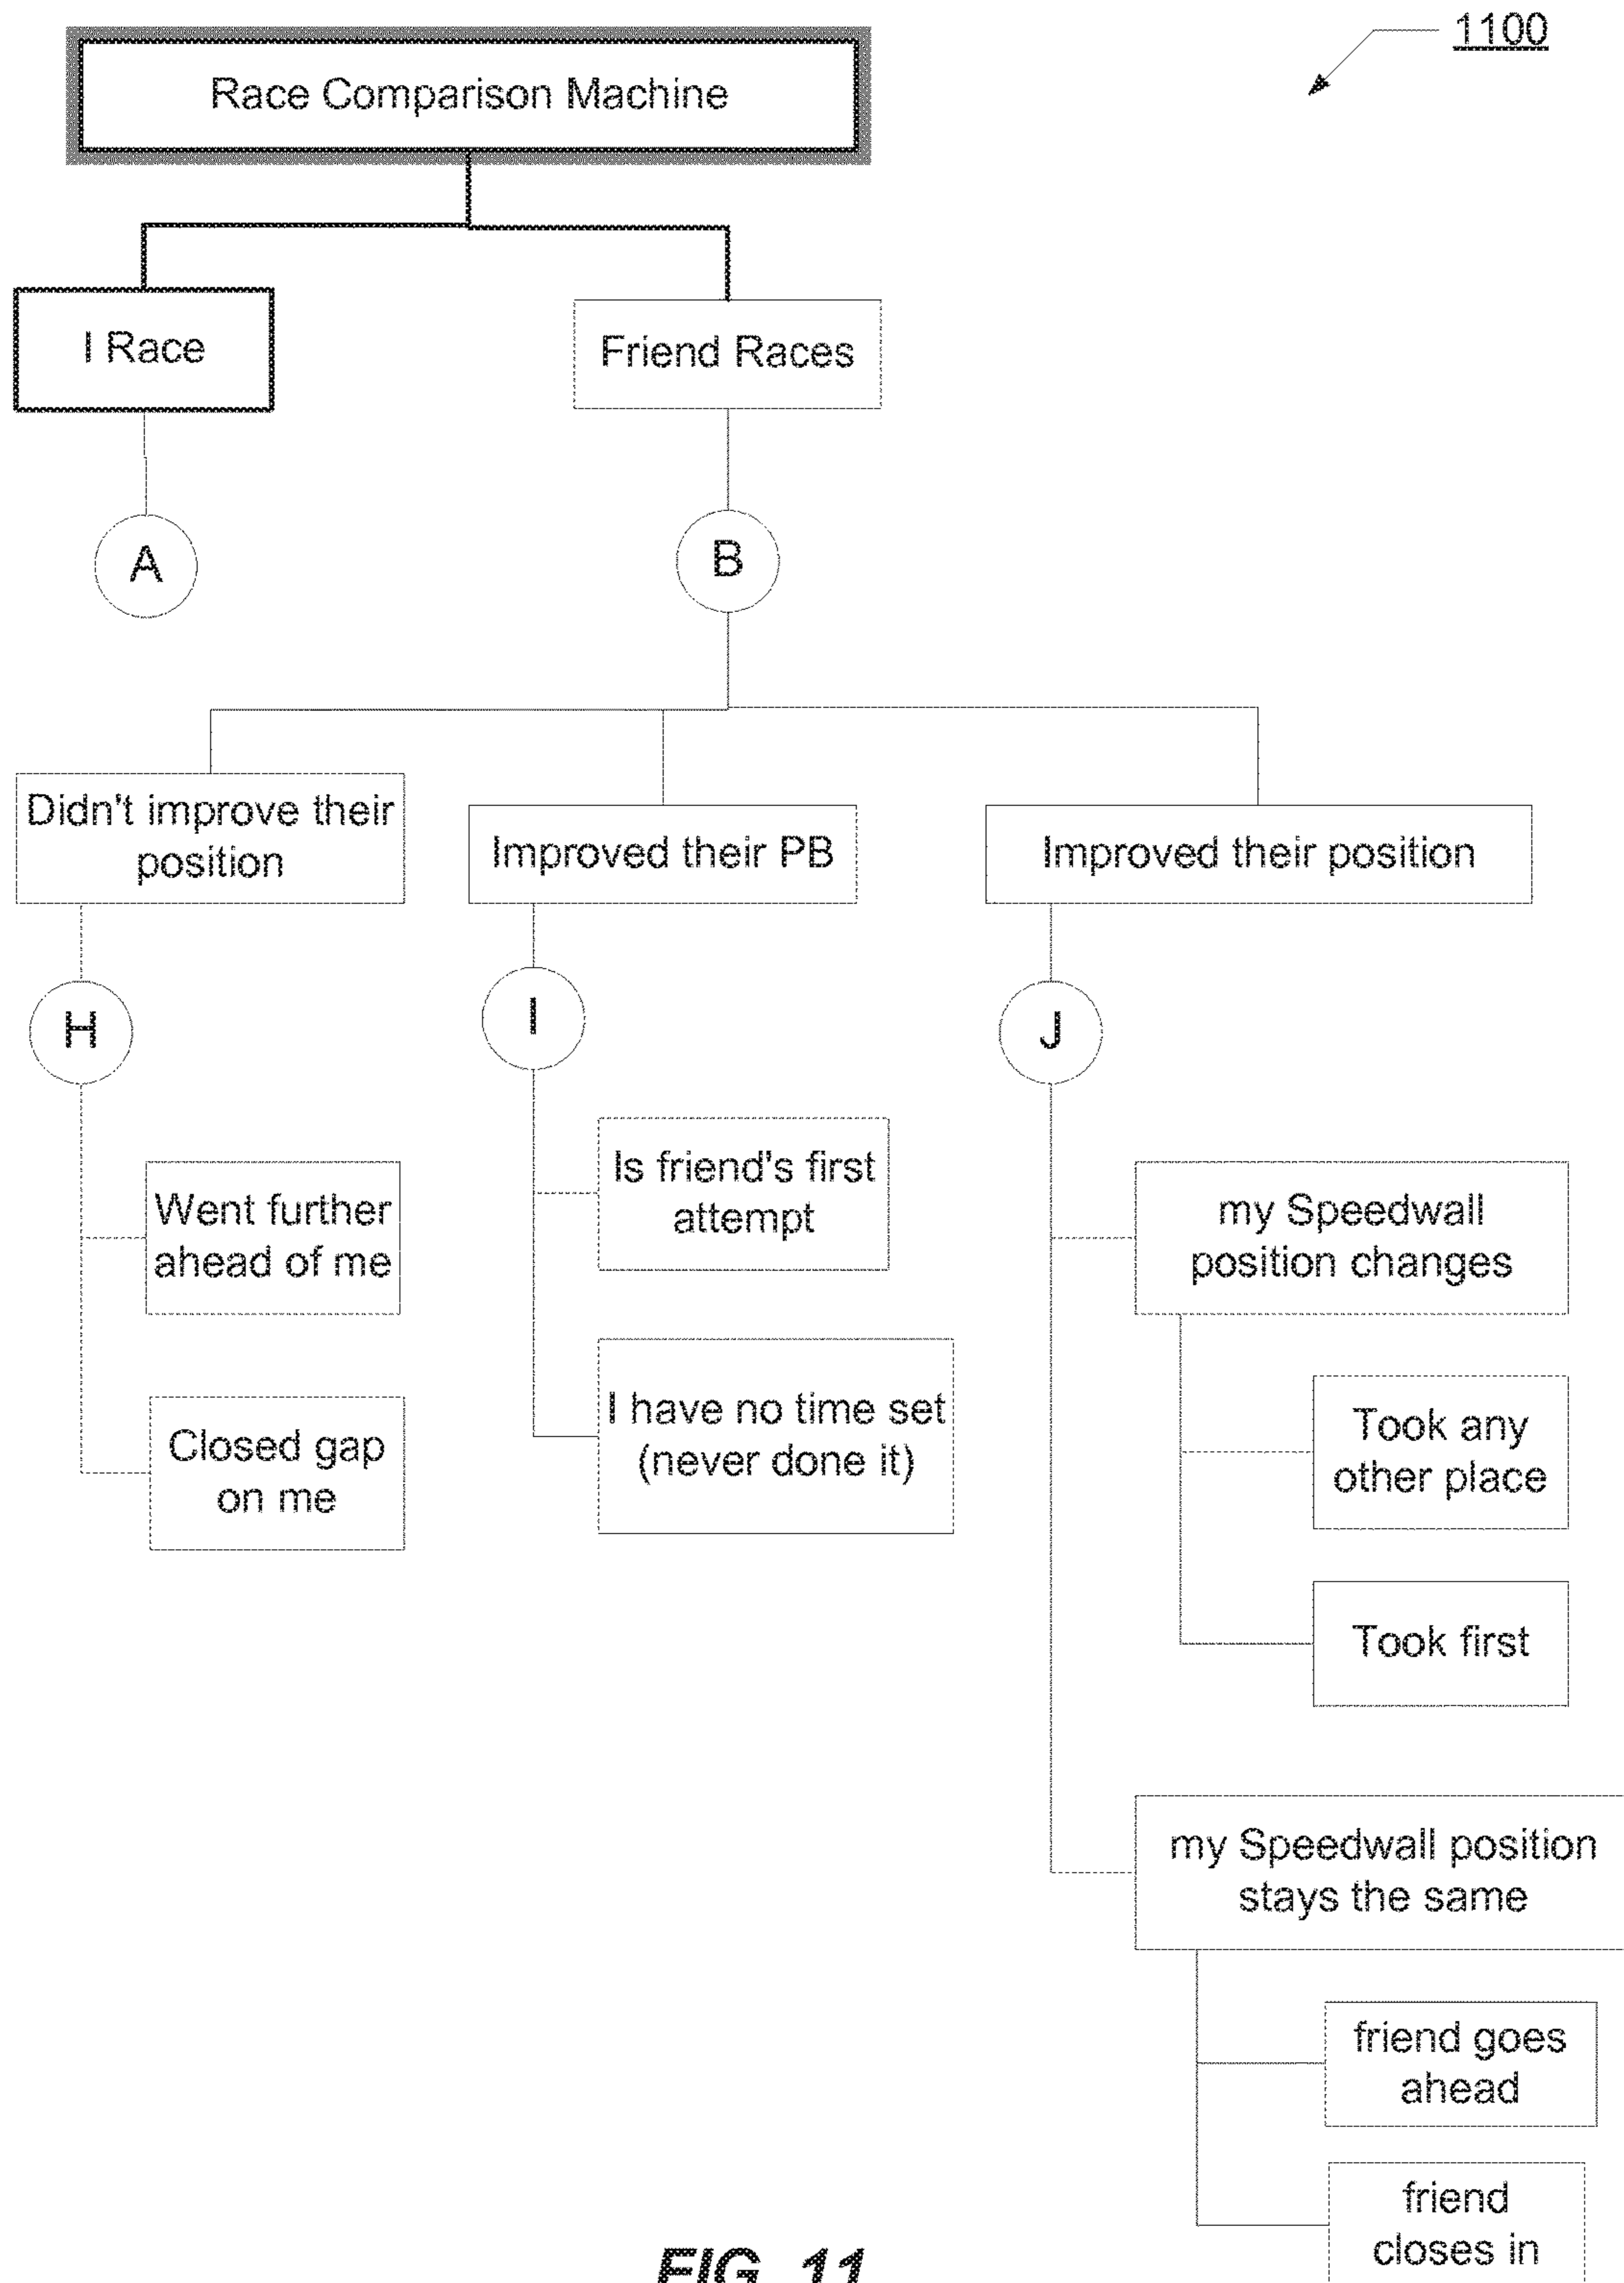 1100
Race Comparison Machine
I Race
Friend Races
A
B
Didn't improve their
position
Improved their PB
Improved their position
H
I
J
Went further
ahead of me
Closed gap
on me
Is friend's first
attempt
I have no time set
(never done it)
my Speedwall
position changes
Took any
other place
Took first
my Speedwall position
stays the same
friend goes
ahead
friend
closes in
FIG. 11